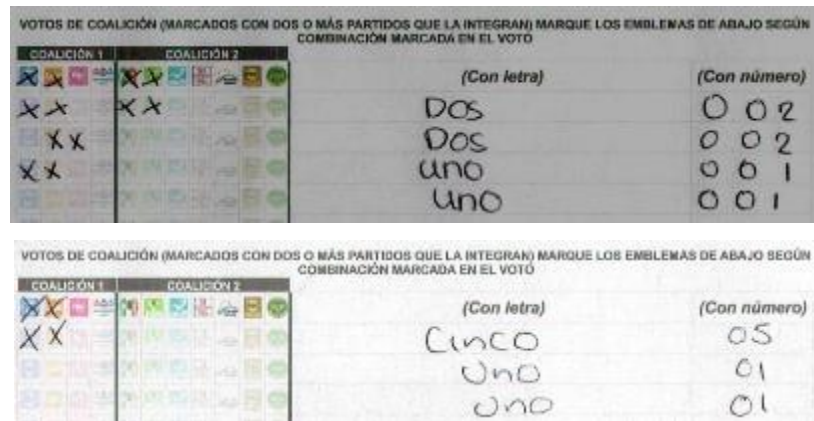 VOTOS DE COALICIÓN (MARCADOS CON DOS O MÁS PARTIDOS QUE LA INTEGRAN) MARQUE LOS EMBLEMAS DE ABAJO SEGÚN
COMBINACIÓN MARCADA EN EL VOTO
COALICIÓN 1 COALICIÓN 2
(Con letra) (Con número)
DOS 0 0 2
DOS 0 0 2
uno 0 0 1
uno 0 0 1
VOTOS DE COALICIÓN (MARCADOS CON DOS O MÁS PARTIDOS QUE LA INTEGRAN) MARQUE LOS EMBLEMAS DE ABAJO SEGÚN
COMBINACIÓN MARCADA EN EL VOTO
COALICIÓN 1 COALICIÓN 2
(Con letra) (Con número)
Cinco 05
Uno 01
Uno 01